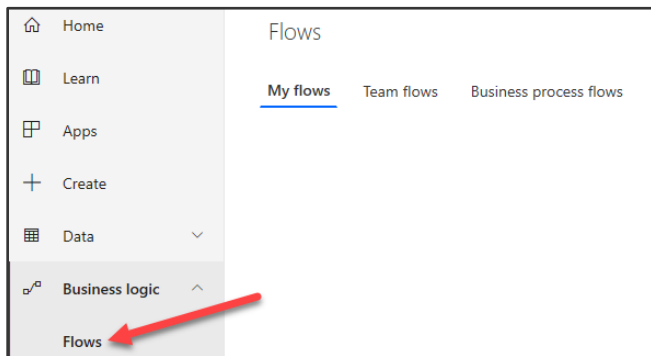 Home
Learn
Apps
Create
Data
Business logic
Flows
Flows
My flows Team flows Business process flows